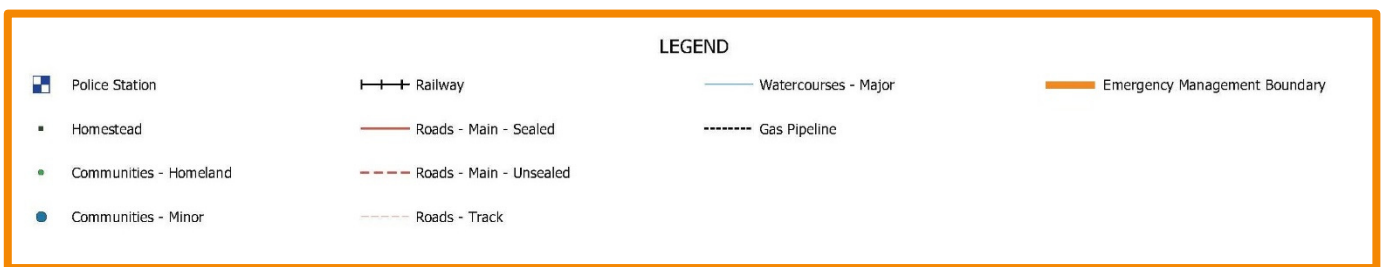 LEGEND
Police Station
Homestead
Communities - Homeland
Communities - Minor
Railway
Roads - Main - Sealed
Roads - Main - Unsealed
Roads - Track
Watercourses - Major
Gas Pipeline
Emergency Management Boundary